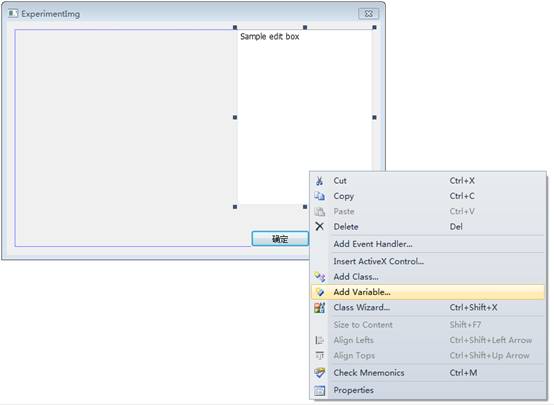 ExperimentImg
Sample edit box
确定
Cut Ctrl+X
Copy Ctrl+C
Paste Ctrl+V
Delete Del
Add Event Handler...
Insert ActiveX Control...
Add Class...
Add Variable...
Class Wizard... Ctrl+Shift+X
Size to Content Shift+F7
Align Lefts Ctrl+Shift+Left Arrow
Align Tops Ctrl+Shift+Up Arrow
Check Mnemonics Ctrl+M
Properties